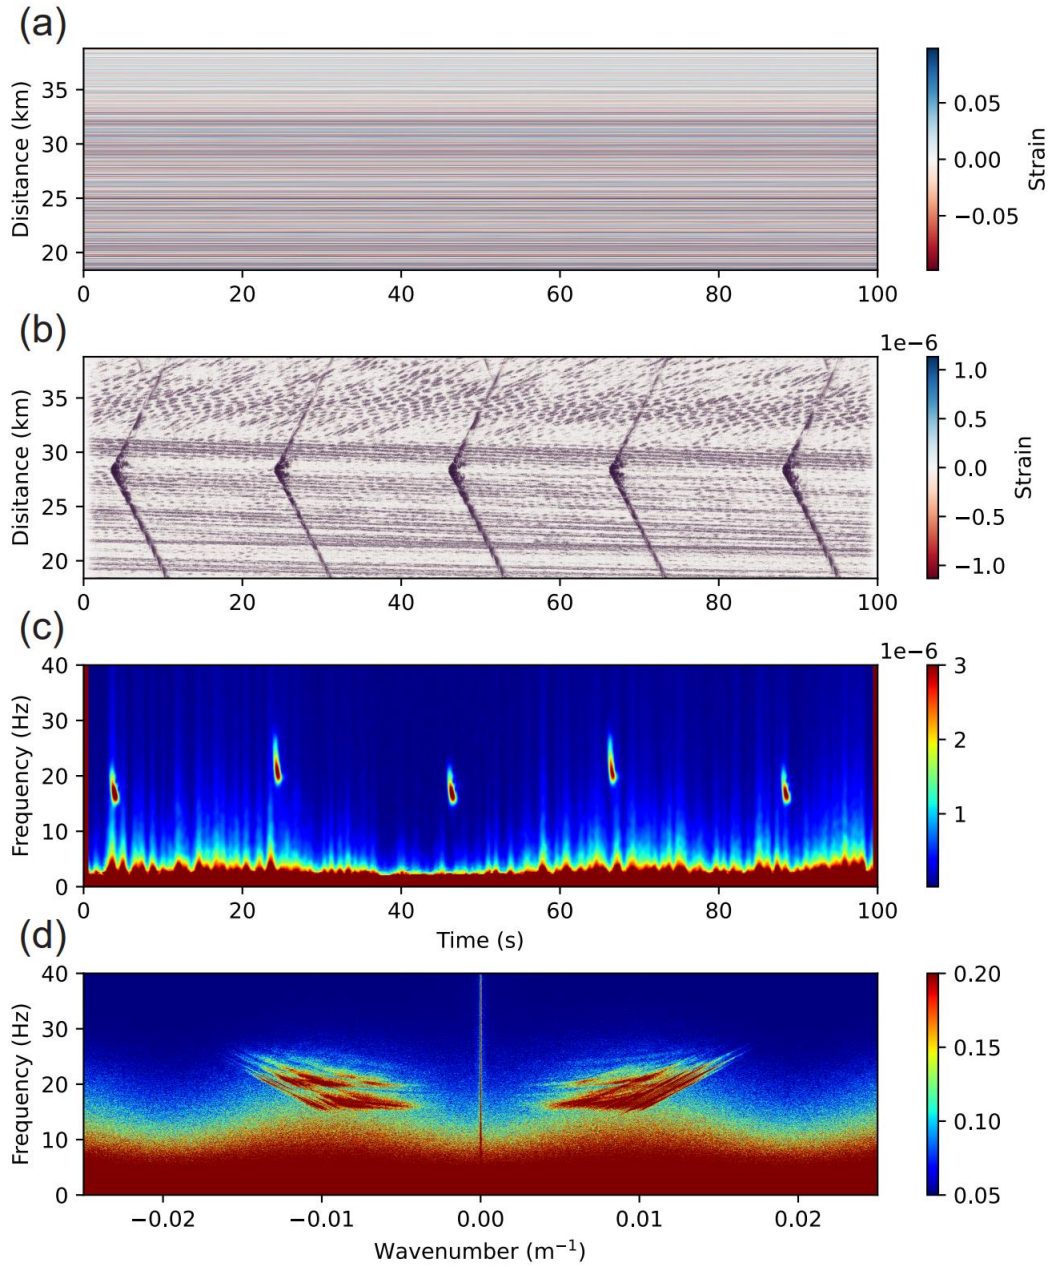 (a)
35
30
25
20
Disitance (km)
0 20 40 60 80 100
0.05
0.00
−0.05
Strain
(b)
1e-6
35
30
25
20
Disitance (km)
0 20 40 60 80 100
1.0
0.5
0.0
−0.5
−1.0
Strain
(c)
1e-6
40
30
20
10
0
Frequency (Hz)
0 20 40 60 80 100
Time (s)
3
2
1
(d)
40
30
20
10
0
Frequency (Hz)
−0.02 −0.01 0.00 0.01 0.02
Wavenumber (m⁻¹)
0.20
0.15
0.10
0.05